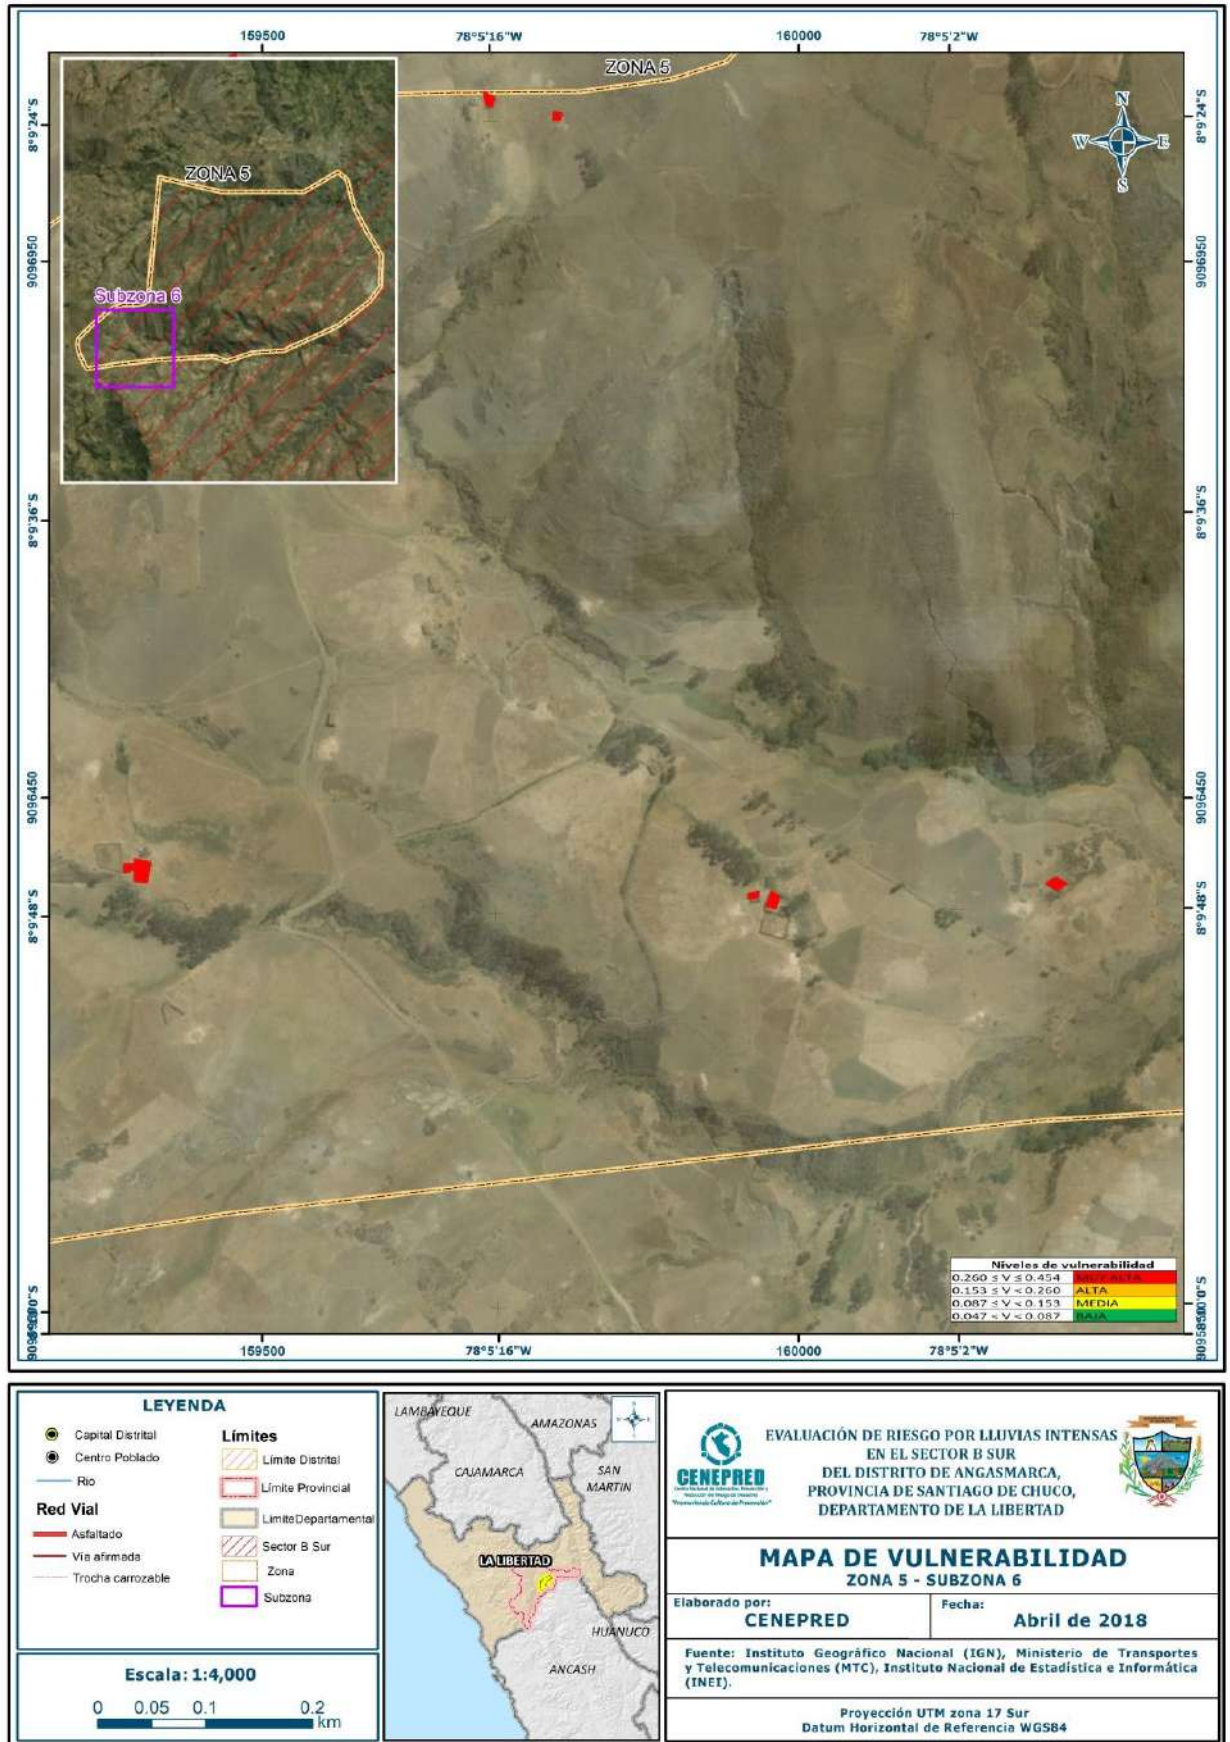 159500 78°5'16"W 160000 78°5'2"W
ZONA 5
N
W E
S
8°9'24"S 8°9'24"S
ZONA 5
9096950 9096950
Subzona 6
8°9'36"S 8°9'36"S
9096450 9096450
8°9'48"S 8°9'48"S
Niveles de vulnerabilidad
0.260 ≤ V ≤ 0.454 MUY ALTA
0.153 ≤ V < 0.260 ALTA
0.087 ≤ V < 0.153 MEDIA
0.047 < V < 0.087 BAJA
159500 78°5'16"W 160000 78°5'2"W
LEYENDA
Capital Distrital
Centro Poblado
Rio
Red Vial
Asfaltado
Vía afirmada
Trocha carrozable
Límites
Límite Distrital
Límite Provincial
LimiteDepartamental
Sector B Sur
Zona
Subzona
Escala: 1:4,000
0 0.05 0.1 0.2
km
LAMBAYEQUE
AMAZONAS
CAJAMARCA
SAN
MARTIN
LA LIBERTAD
HUANUCO
ANCASH
CENEPRED
EVALUACIÓN DE RIESGO POR LLUVIAS INTENSAS
EN EL SECTOR B SUR
DEL DISTRITO DE ANGASMARCA,
PROVINCIA DE SANTIAGO DE CHUCO,
DEPARTAMENTO DE LA LIBERTAD
MAPA DE VULNERABILIDAD
ZONA 5 - SUBZONA 6
Elaborado por:
CENEPRED
Fecha:
Abril de 2018
Fuente: Instituto Geográfico Nacional (IGN), Ministerio de Transportes
y Telecomunicaciones (MTC), Instituto Nacional de Estadística e Informática
(INEI).
Proyección UTM zona 17 Sur
Datum Horizontal de Referencia WGS84